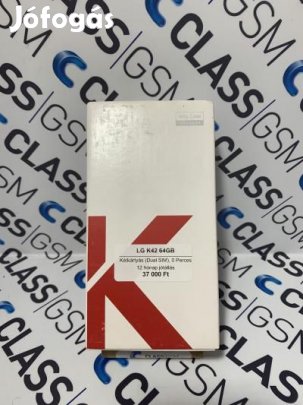 Jófogás
CLASS GSM
LG K42 64GB
Kétkártyás (Dual SIM), 0 Perces
12 hónap jótállás
37 000 Ft
K